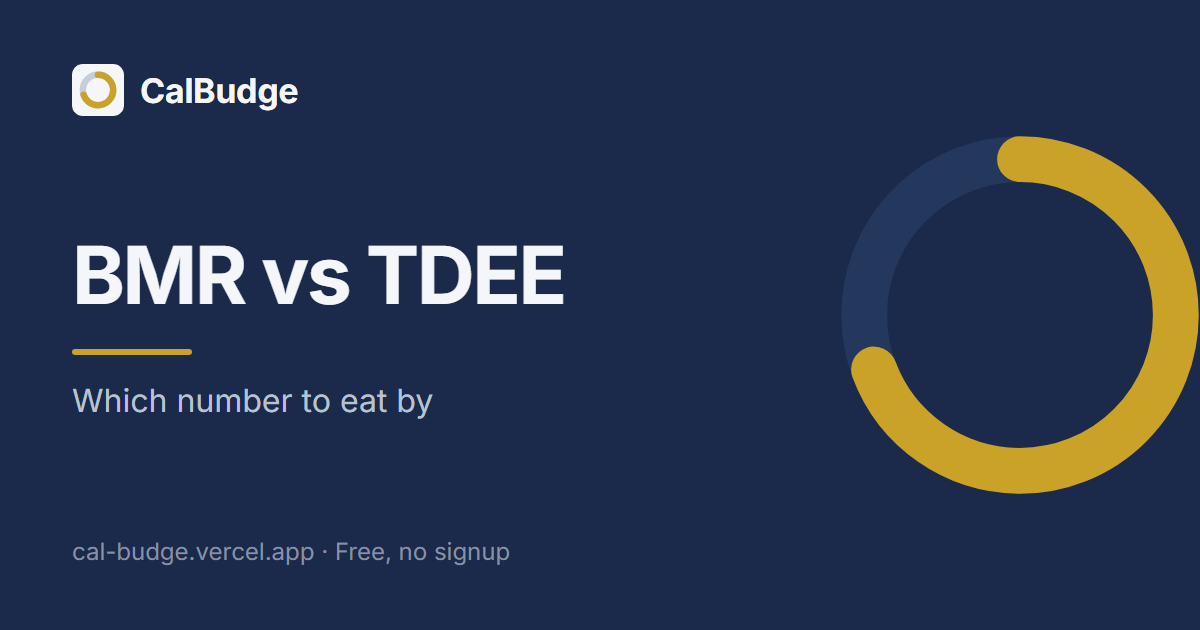 CalBudge
BMR vs TDEE
Which number to eat by
cal-budge.vercel.app · Free, no signup